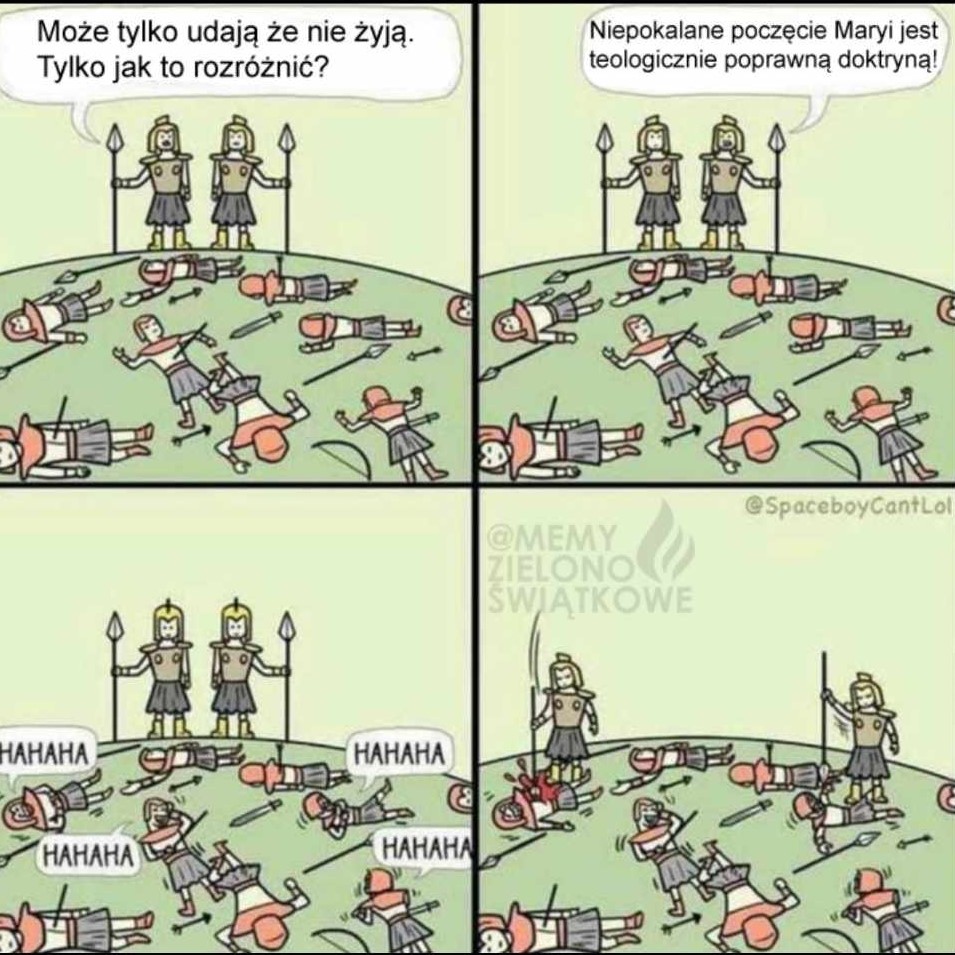 Może tylko udają że nie żyją.
Tylko jak to rozróżnić?
Niepokalane poczęcie Maryi jest
teologicznie poprawną doktryną!
HAHAHA
HAHAHA
HAHAHA
HAHAHA
@SpaceboyCantLol
@MEMY
ZIELONO
ŚWIĄTKOWE